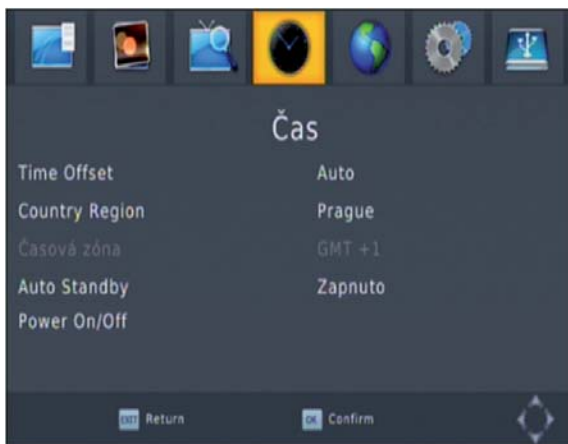 Čas
Time Offset Auto
Country Region Prague
Časová zóna GMT +1
Auto Standby Zapnuto
Power On/Off
EXIT Return OK Confirm